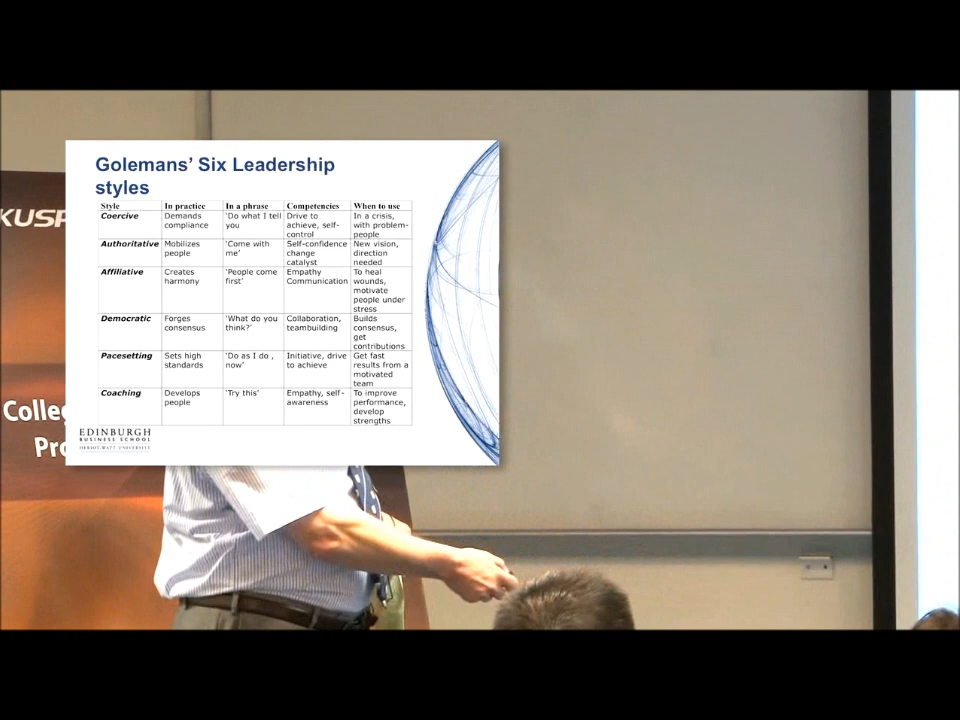 Golemans' Six Leadership
styles
Style In practice In a phrase Competencies When to use
Coercive Demands compliance 'Do what I tell you Drive to achieve, self-control In a crisis, with problem-people
Authoritative Mobilizes people 'Come with me' Self-confidence change catalyst New vision, direction needed
Affiliative Creates harmony 'People come first' Empathy Communication To heal wounds, motivate people under stress
Democratic Forges consensus 'What do you think?' Collaboration, teambuilding Builds consensus, get contributions
Pacesetting Sets high standards 'Do as I do , now' Initiative, drive to achieve Get fast results from a motivated team
Coaching Develops people 'Try this' Empathy, self-awareness To improve performance, develop strengths
EDINBURGH
BUSINESS SCHOOL
HERIOT-WATT UNIVERSITY
KUSP
Colleg
Pro